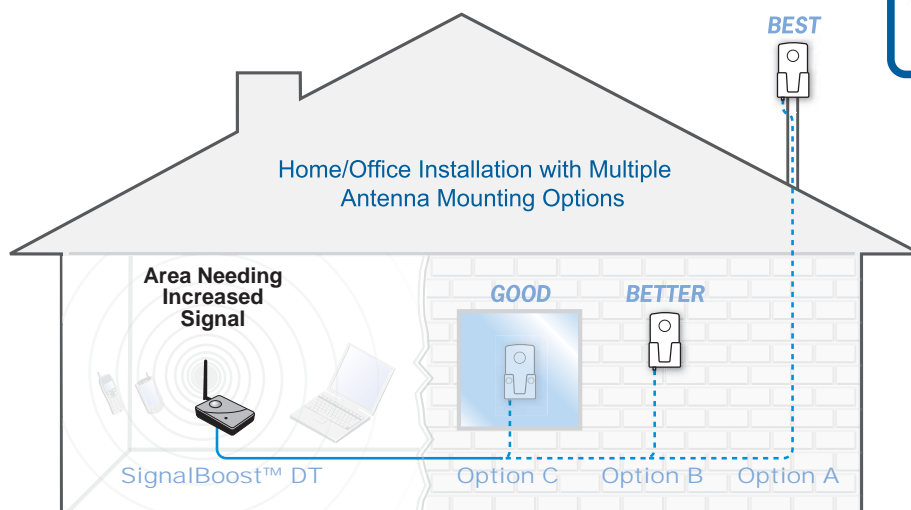 BEST
Home/Office Installation with Multiple
Antenna Mounting Options
Area Needing
Increased
Signal
GOOD
BETTER
SignalBoost™ DT
Option C
Option B
Option A